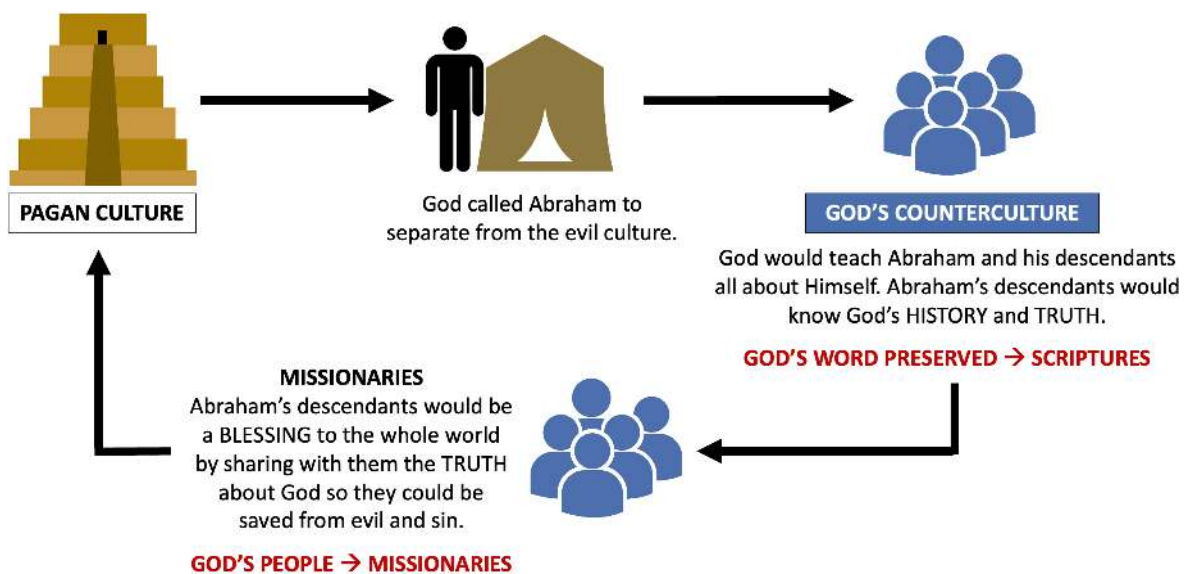 PAGAN CULTURE
God called Abraham to
separate from the evil culture.
GOD'S COUNTERCULTURE
God would teach Abraham and his descendants
all about Himself. Abraham's descendants would
know God's HISTORY and TRUTH.
GOD'S WORD PRESERVED → SCRIPTURES
MISSIONARIES
Abraham's descendants would be
a BLESSING to the whole world
by sharing with them the TRUTH
about God so they could be
saved from evil and sin.
GOD'S PEOPLE → MISSIONARIES